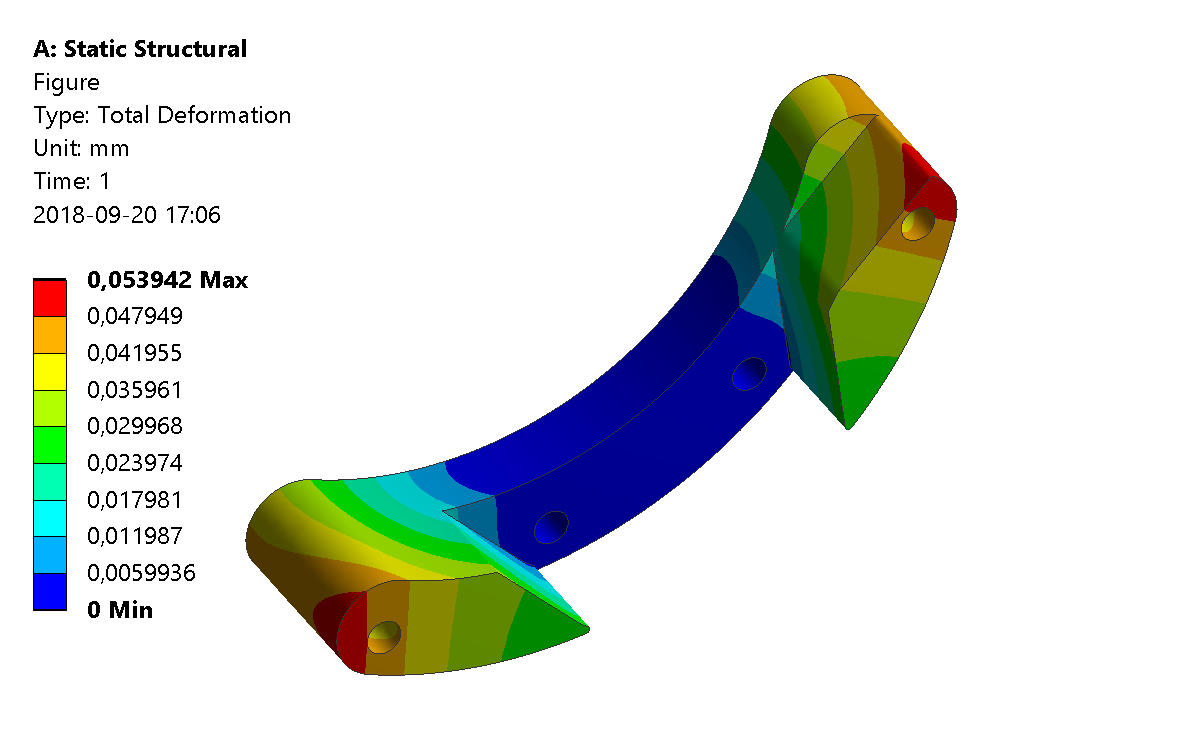 A: Static Structural
Figure
Type: Total Deformation
Unit: mm
Time: 1
2018-09-20 17:06
0,053942 Max
0,047949
0,041955
0,035961
0,029968
0,023974
0,017981
0,011987
0,0059936
0 Min